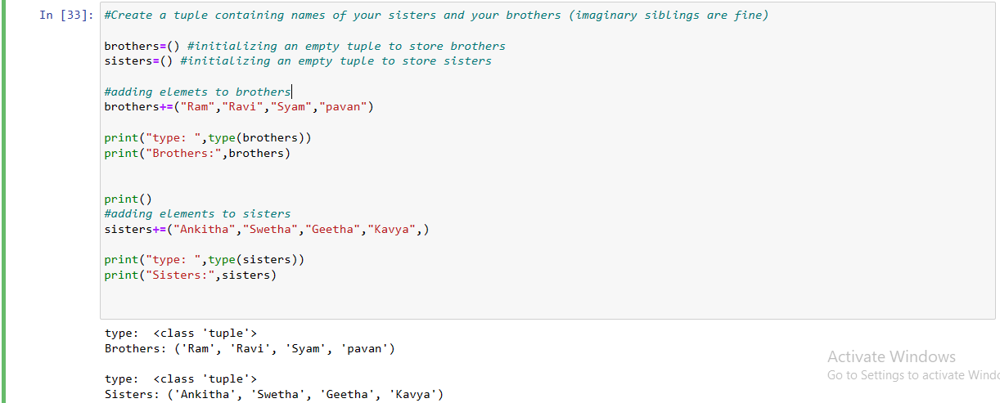 In [33]: #Create a tuple containing names of your sisters and your brothers (imaginary siblings are fine)
brothers=() #initializing an empty tuple to store brothers
sisters=() #initializing an empty tuple to store sisters
#adding elemets to brothers
brothers+=("Ram","Ravi","Syam","pavan")
print("type: ",type(brothers))
print("Brothers:",brothers)
print()
#adding elements to sisters
sisters+=("Ankitha","Swetha","Geetha","Kavya",)
print("type: ",type(sisters))
print("Sisters:",sisters)
type:  <class 'tuple'>
Brothers: ('Ram', 'Ravi', 'Syam', 'pavan')
type:  <class 'tuple'>
Sisters: ('Ankitha', 'Swetha', 'Geetha', 'Kavya')
Activate Windows
Go to Settings to activate Windo